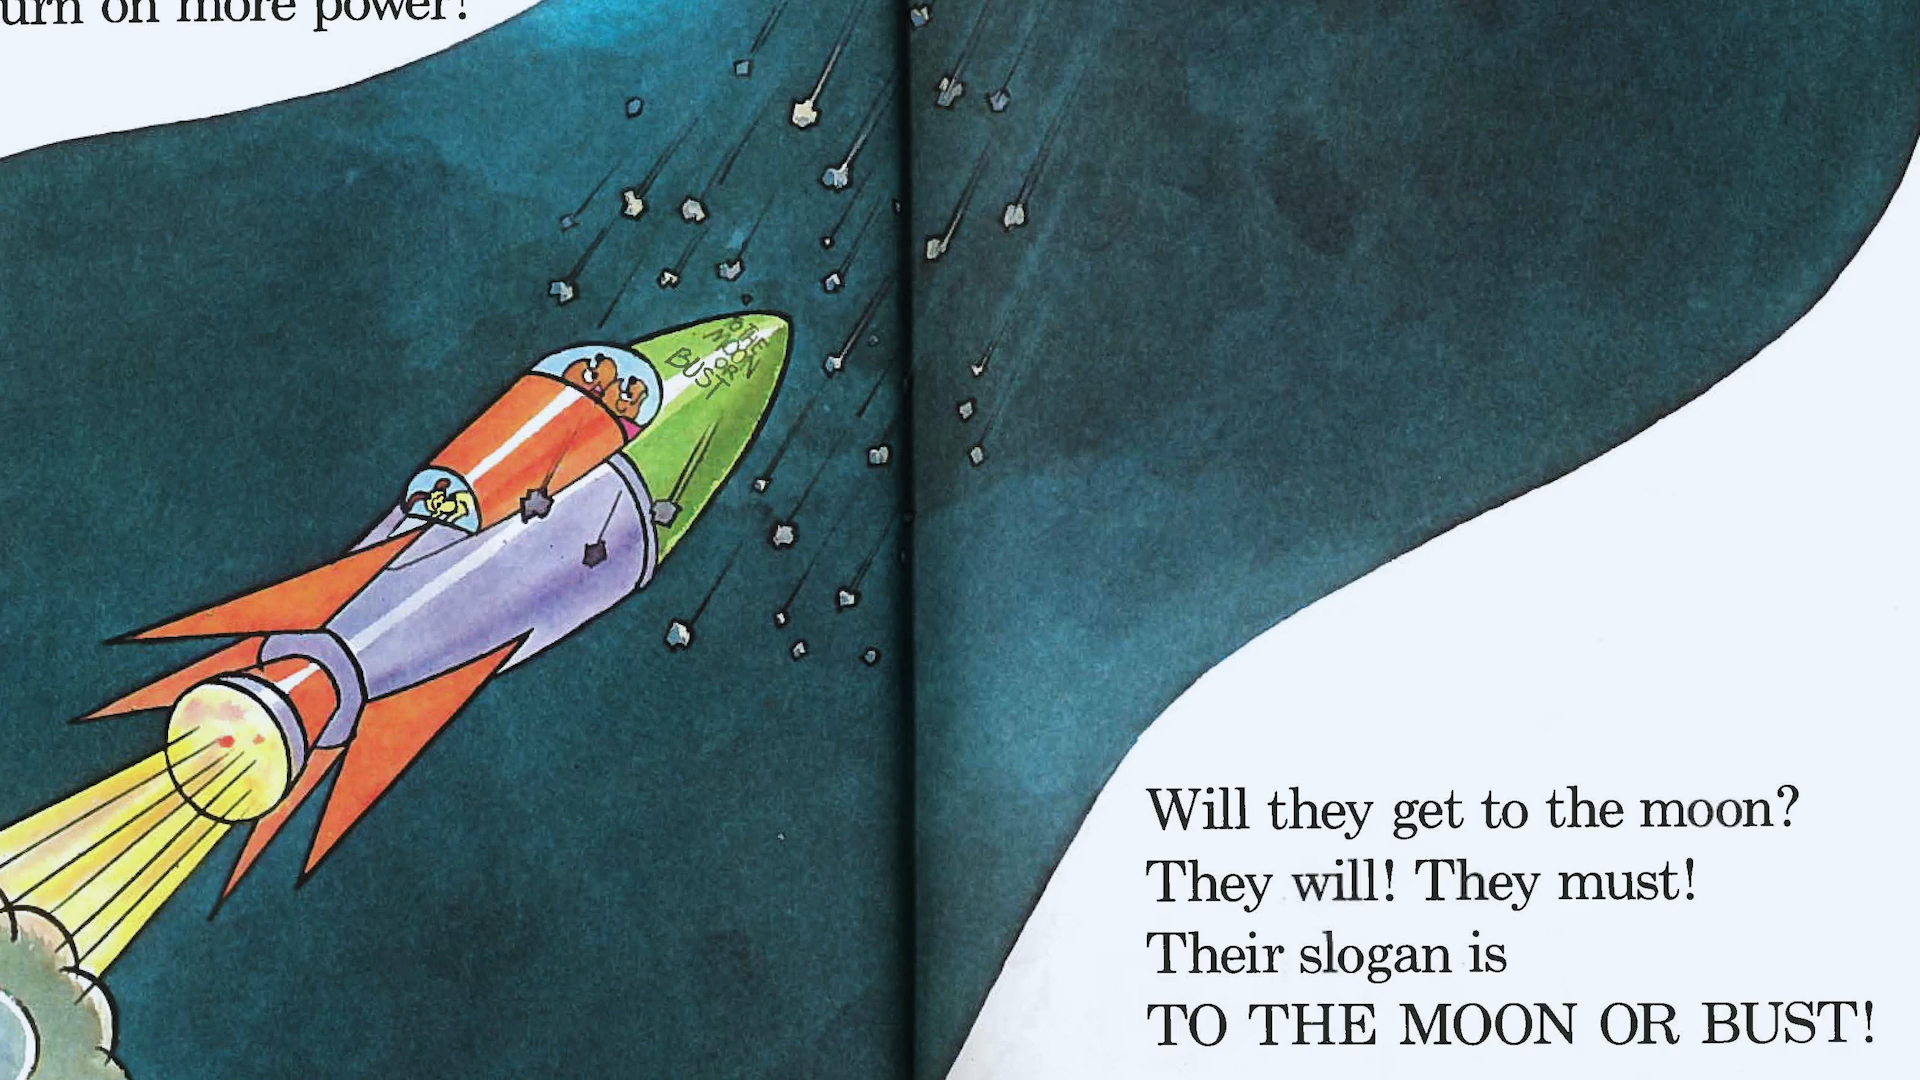 urn on more power!
TO THE
MOON
OR
BUST
Will they get to the moon?
They will! They must!
Their slogan is
TO THE MOON OR BUST!